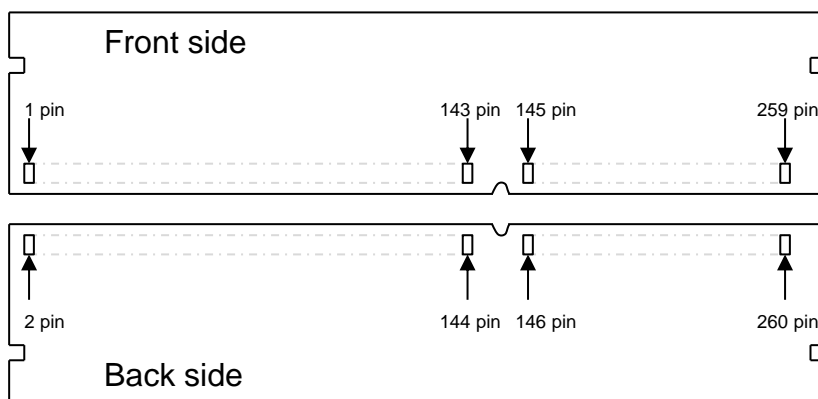 Front side
1 pin 143 pin 145 pin 259 pin
2 pin 144 pin 146 pin 260 pin
Back side